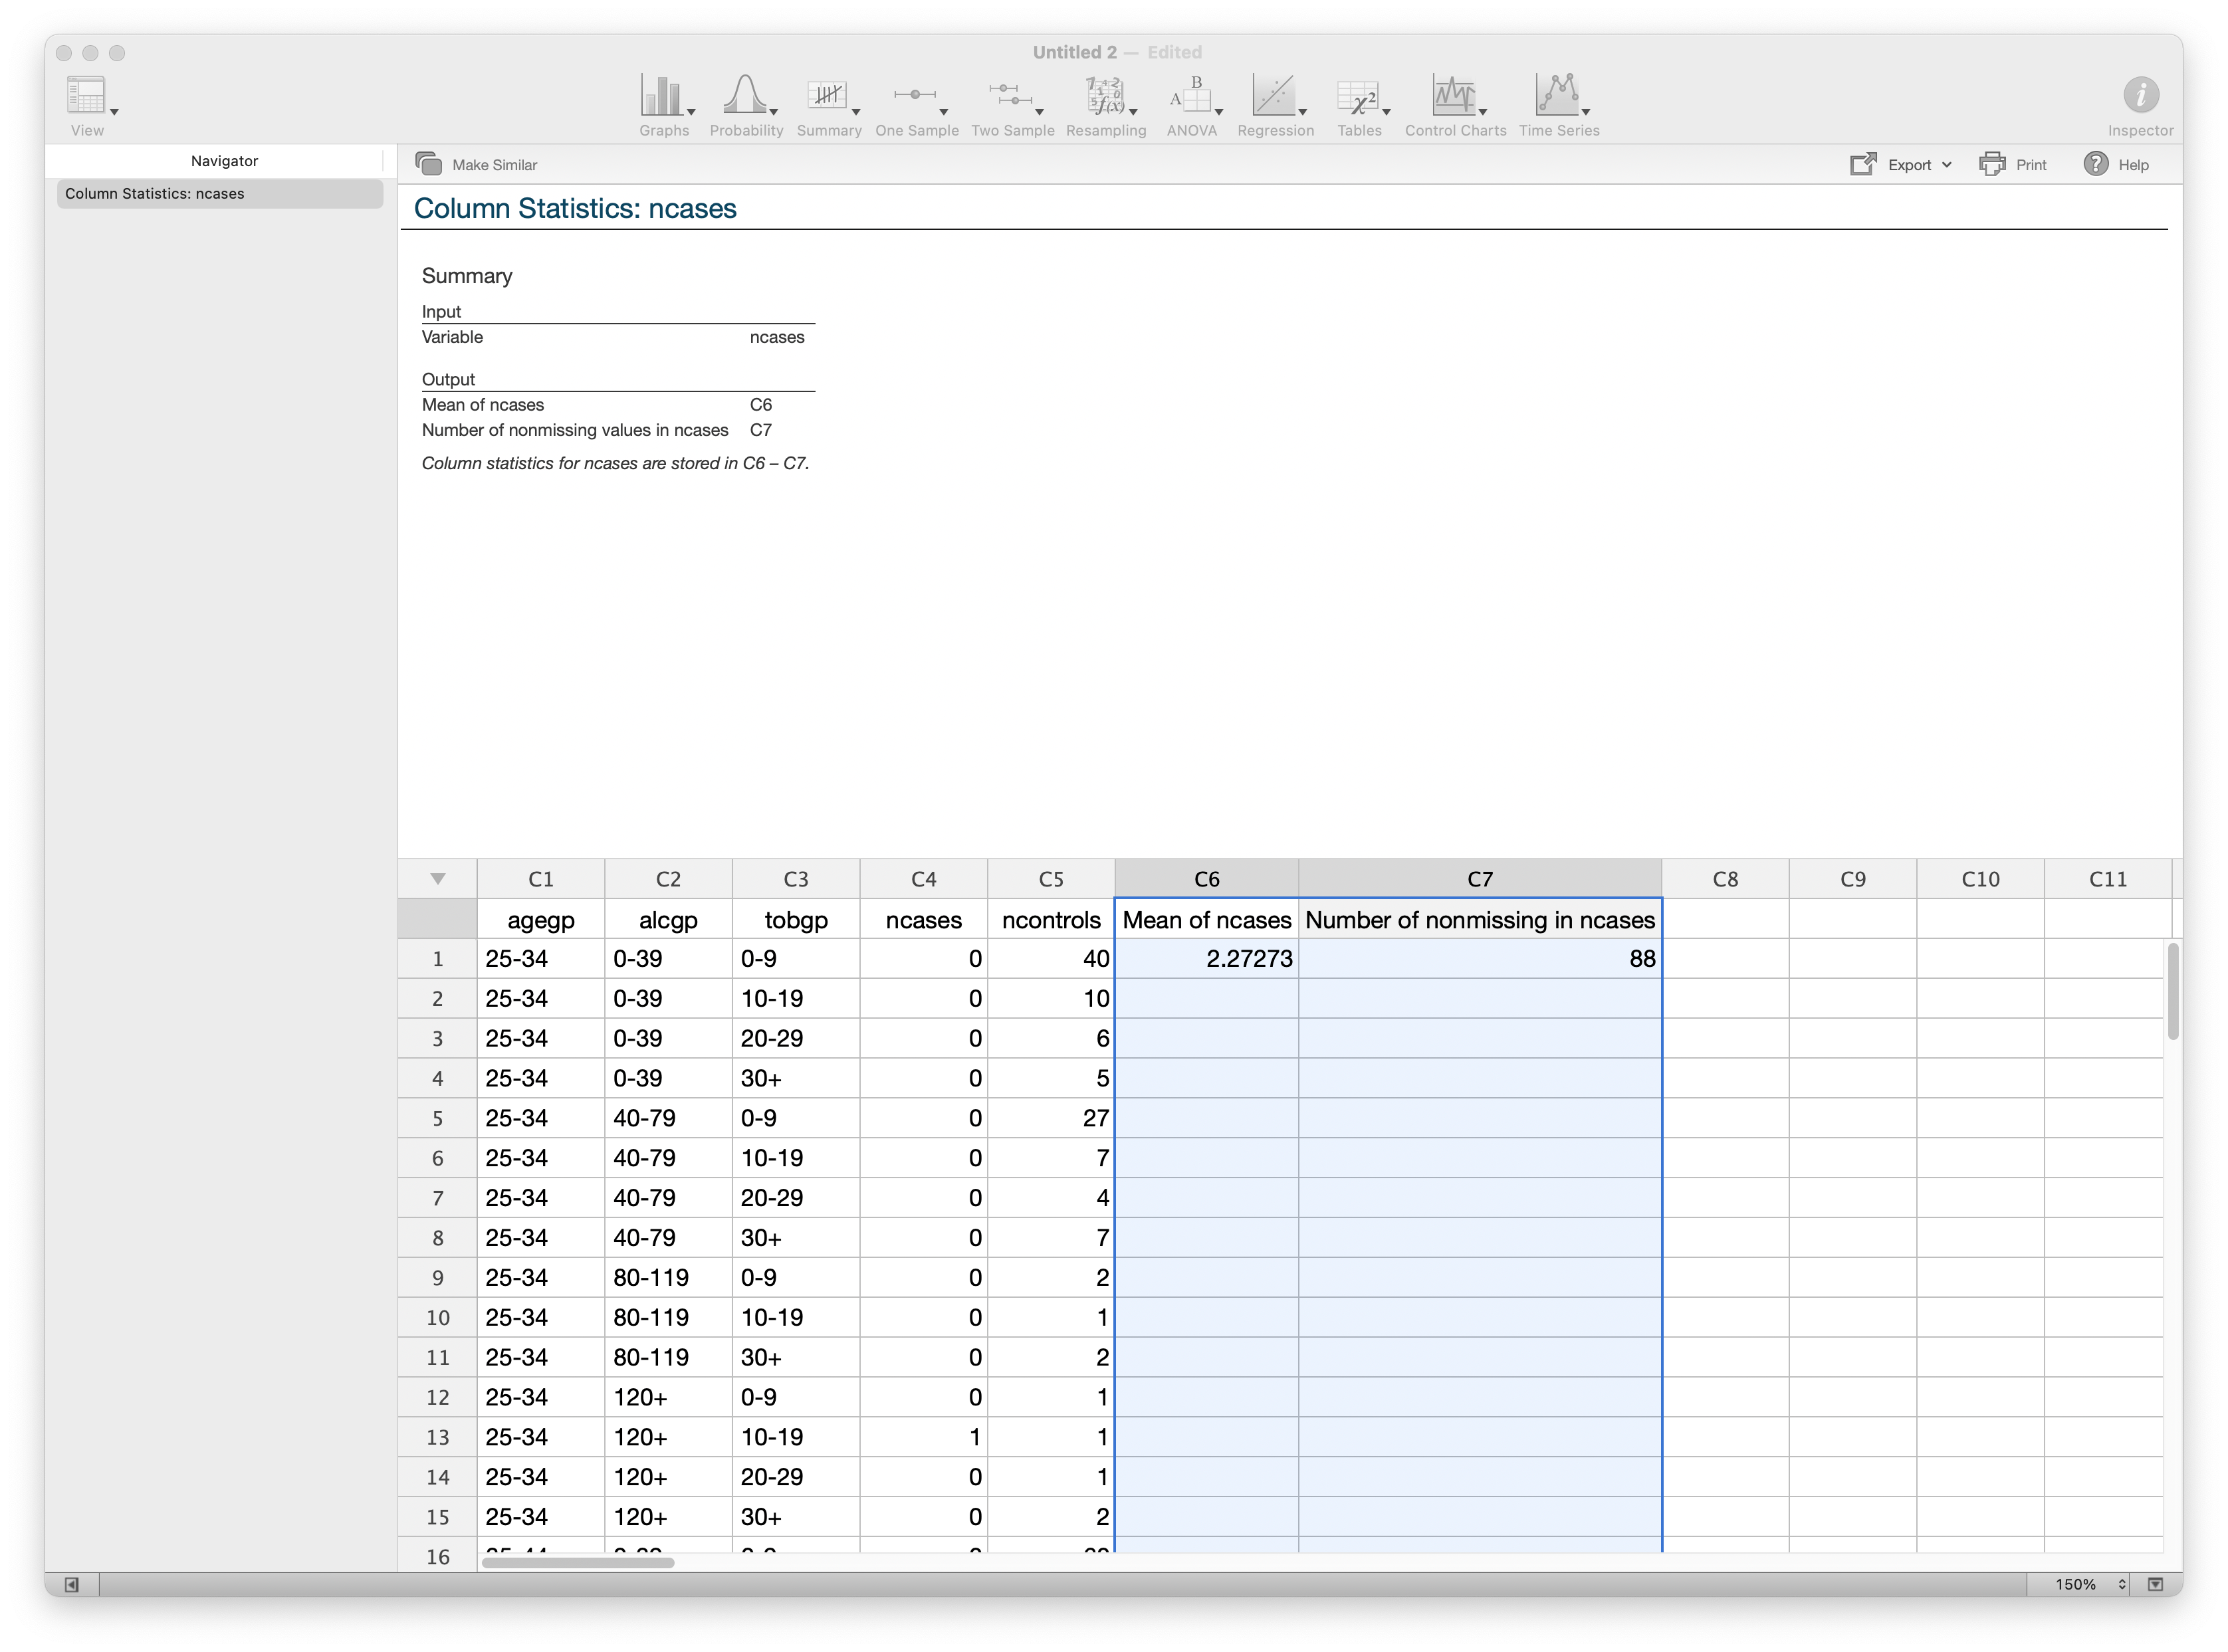 Untitled 2 — Edited
View
Graphs Probability Summary One Sample Two Sample Resampling ANOVA Regression Tables Control Charts Time Series Inspector
Navigator
Column Statistics: ncases
Make Similar
Export Print Help
Column Statistics: ncases
Summary
Input
Variable ncases
Output
Mean of ncases C6
Number of nonmissing values in ncases C7
Column statistics for ncases are stored in C6 – C7.
C1 C2 C3 C4 C5 C6 C7 C8 C9 C10 C11
agegp alcgp tobgp ncases ncontrols Mean of ncases Number of nonmissing in ncases
1 25-34 0-39 0-9 0 40 2.27273 88
2 25-34 0-39 10-19 0 10
3 25-34 0-39 20-29 0 6
4 25-34 0-39 30+ 0 5
5 25-34 40-79 0-9 0 27
6 25-34 40-79 10-19 0 7
7 25-34 40-79 20-29 0 4
8 25-34 40-79 30+ 0 7
9 25-34 80-119 0-9 0 2
10 25-34 80-119 10-19 0 1
11 25-34 80-119 30+ 0 2
12 25-34 120+ 0-9 0 1
13 25-34 120+ 10-19 1 1
14 25-34 120+ 20-29 0 1
15 25-34 120+ 30+ 0 2
16
150%